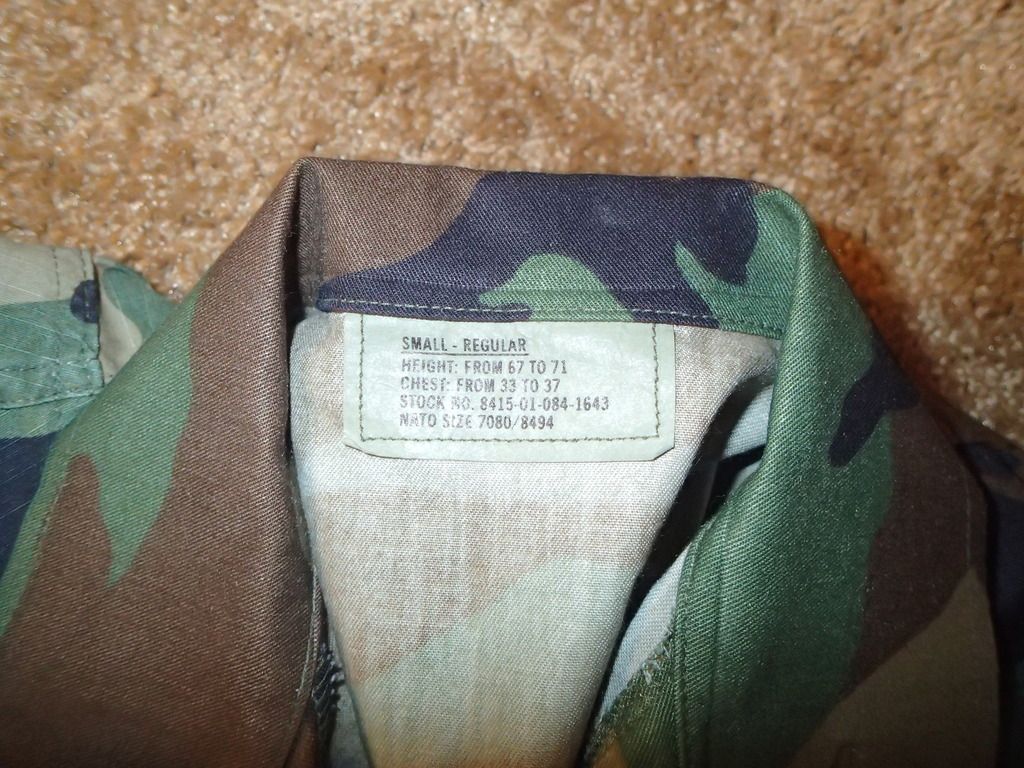 SMALL - REGULAR
HEIGHT: FROM 67 TO 71
CHEST: FROM 33 TO 37
STOCK NO. 8415-01-084-1643
NATO SIZE 7080/8494